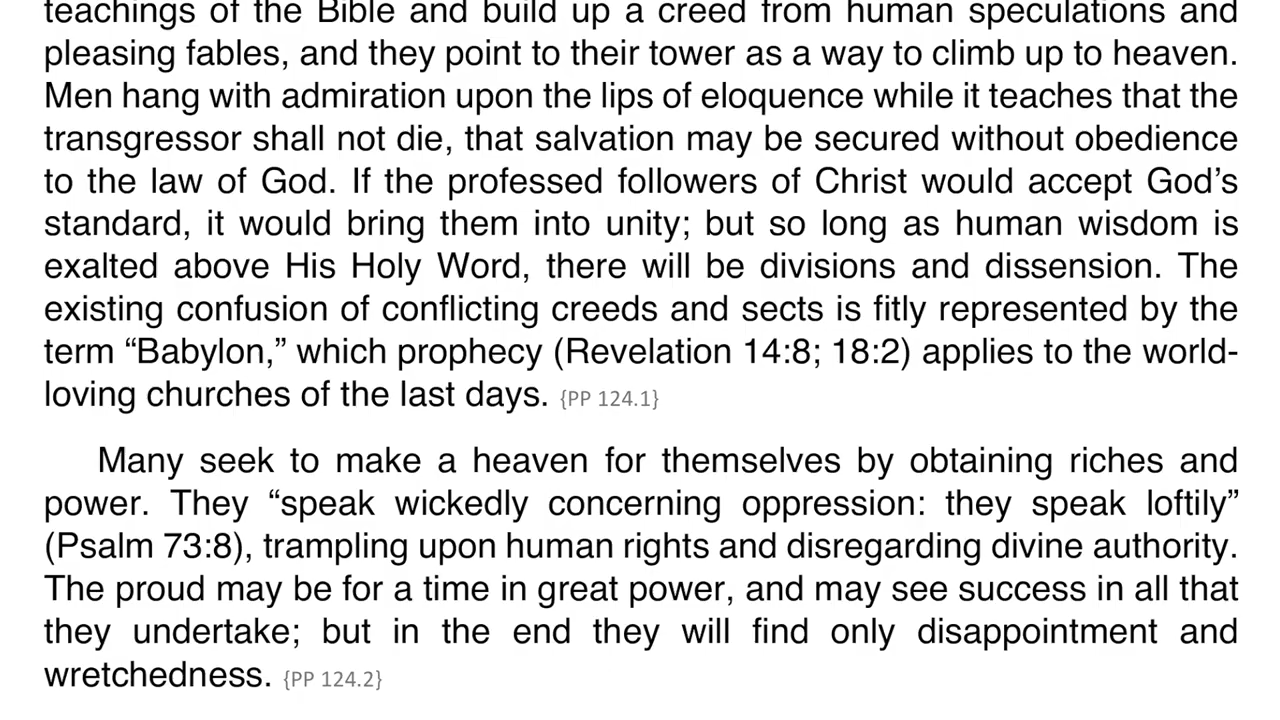 teachings of the Bible and build up a creed from human speculations and
pleasing fables, and they point to their tower as a way to climb up to heaven.
Men hang with admiration upon the lips of eloquence while it teaches that the
transgressor shall not die, that salvation may be secured without obedience
to the law of God. If the professed followers of Christ would accept God’s
standard, it would bring them into unity; but so long as human wisdom is
exalted above His Holy Word, there will be divisions and dissension. The
existing confusion of conflicting creeds and sects is fitly represented by the
term “Babylon,” which prophecy (Revelation 14:8; 18:2) applies to the world-
loving churches of the last days. {PP 124.1}
Many seek to make a heaven for themselves by obtaining riches and
power. They “speak wickedly concerning oppression: they speak loftily”
(Psalm 73:8), trampling upon human rights and disregarding divine authority.
The proud may be for a time in great power, and may see success in all that
they undertake; but in the end they will find only disappointment and
wretchedness. {PP 124.2}